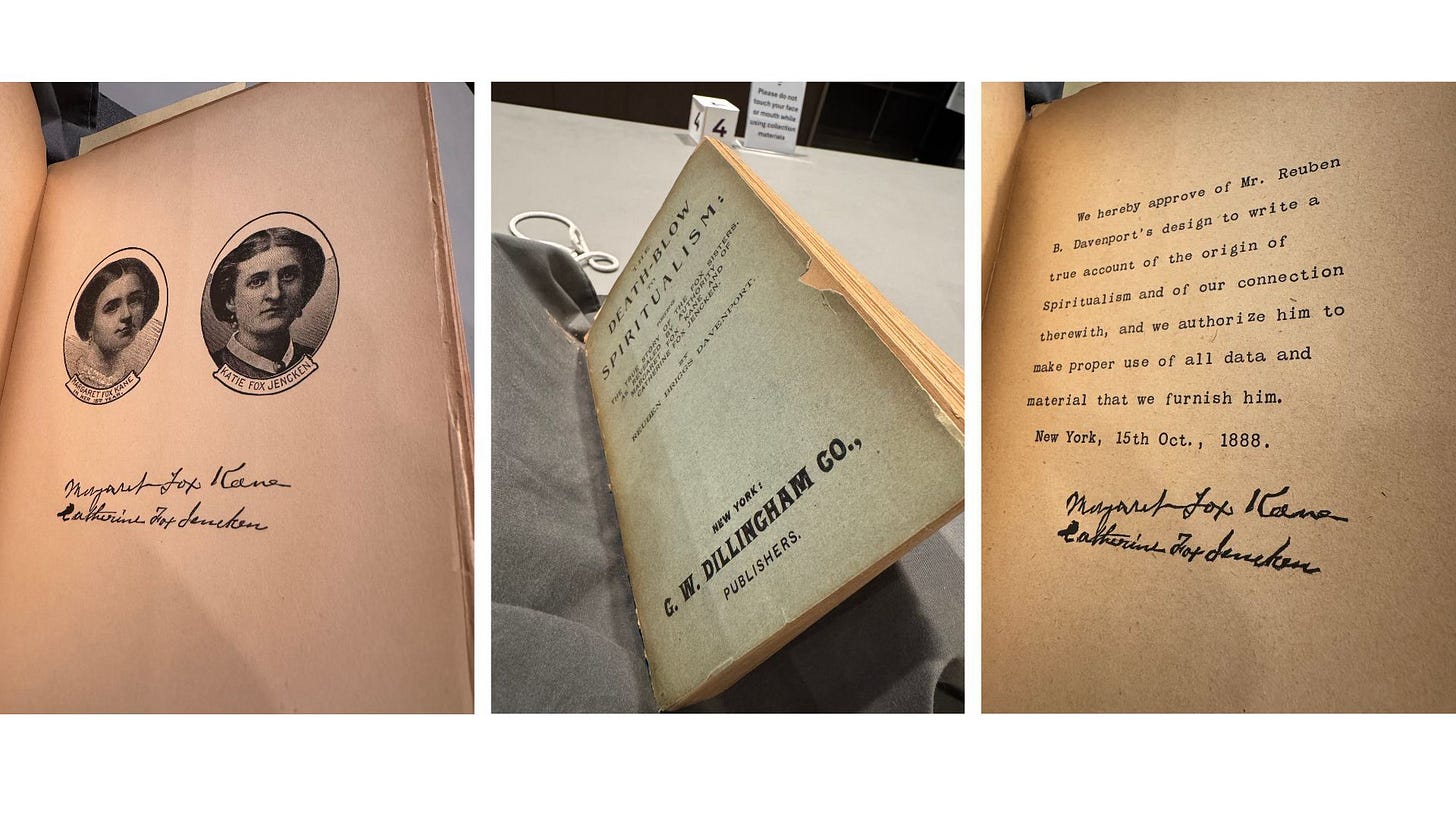 MARGARET FOX KANE
IN HER 18TH YEAR.
KATIE FOX JENCKEN
Margaret Fox Kane
Catherine Fox Jencken
4
4
Please do not
touch your face
or mouth while
using collection
materials
THE
DEATH-BLOW
TO
SPIRITUALISM:
BEING
THE TRUE STORY OF THE FOX SISTERS,
AS REVEALED BY AUTHORITY OF
MARGARET FOX KANE AND
CATHERINE FOX JENCKEN.
BY
REUBEN BRIGGS DAVENPORT.
NEW YORK:
G. W. DILLINGHAM CO.,
PUBLISHERS.
We hereby approve of Mr. Reuben
B. Davenport's design to write a
true account of the origin of
Spiritualism and of our connection
therewith, and we authorize him to
make proper use of all data and
material that we furnish him.
New York, 15th Oct., 1888.
Margaret Fox Kane
Catherine Fox Jencken